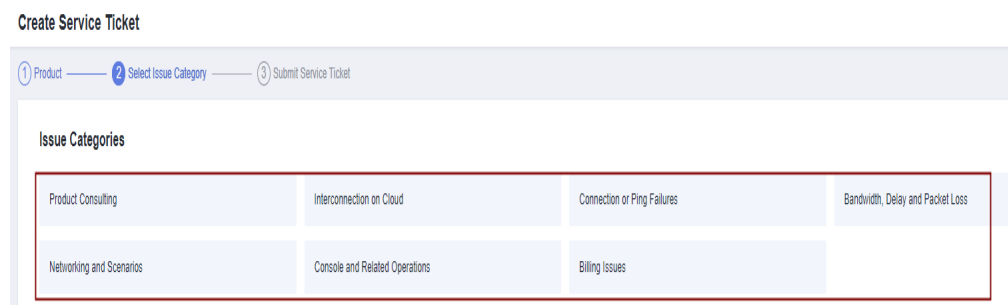 Create Service Ticket
1 Product 2 Select Issue Category 3 Submit Service Ticket
Issue Categories
Product Consulting Interconnection on Cloud Connection or Ping Failures Bandwidth, Delay and Packet Loss
Networking and Scenarios Console and Related Operations Billing Issues